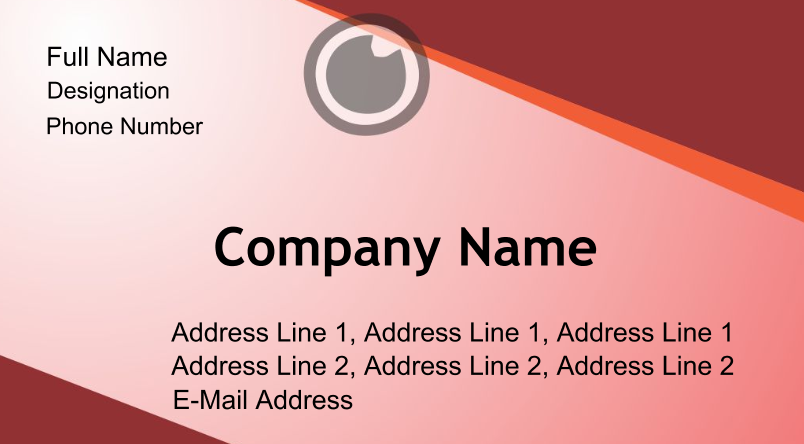 Full Name
Designation
Phone Number
Company Name
Address Line 1, Address Line 1, Address Line 1
Address Line 2, Address Line 2, Address Line 2
E-Mail Address